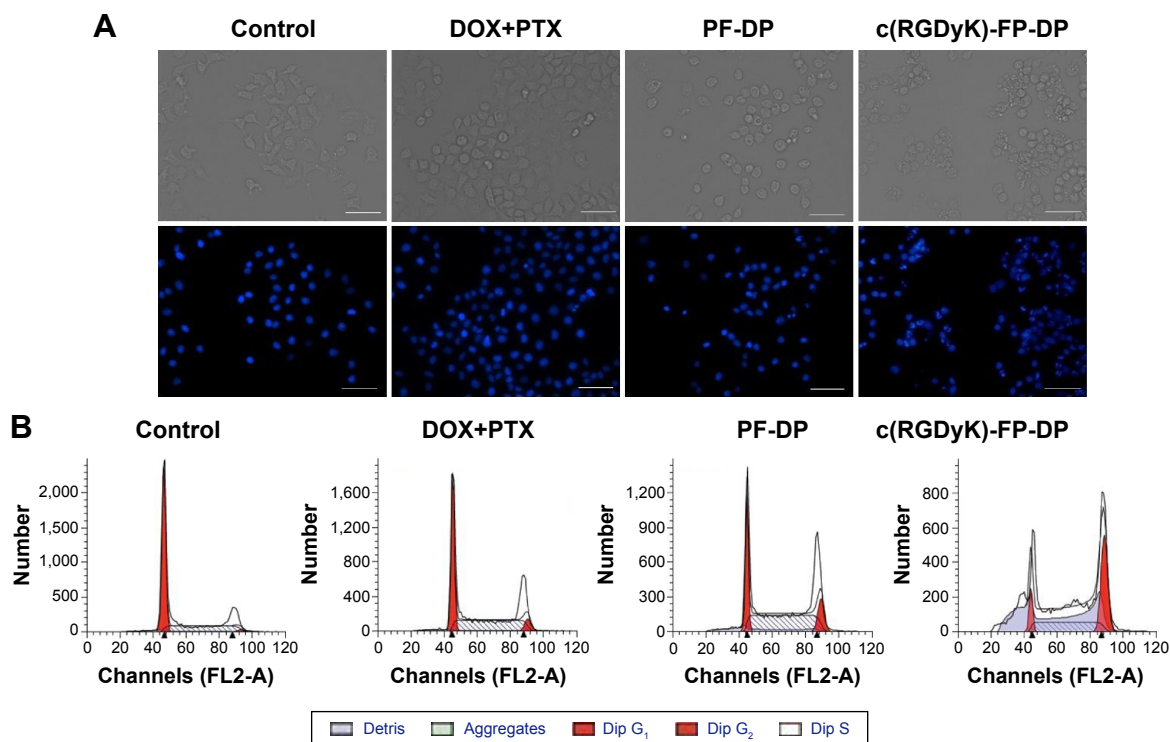 A
Control DOX+PTX PF-DP c(RGDyK)-FP-DP
B
Control DOX+PTX PF-DP c(RGDyK)-FP-DP
Number
2,000
1,500
1,000
500
0
0 20 40 60 80 100 120
Channels (FL2-A)
Number
1,600
1,200
800
400
0
0 20 40 60 80 100 120
Channels (FL2-A)
Number
1,200
900
600
300
0
0 20 40 60 80 100 120
Channels (FL2-A)
Number
800
600
400
200
0
0 20 40 60 80 100 120
Channels (FL2-A)
Detris Aggregates Dip G₁ Dip G₂ Dip S